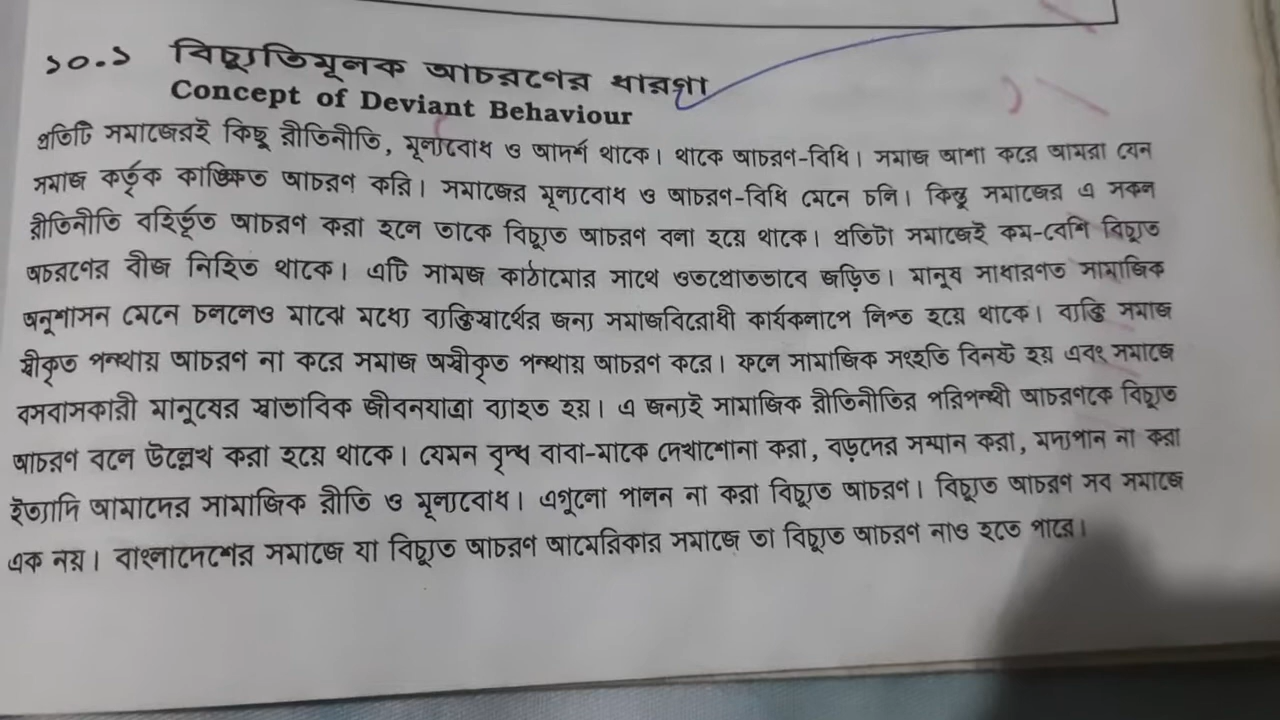 ১০.১ বিচ্যুতিমূলক আচরণের ধারণা
Concept of Deviant Behaviour
প্রতিটি সমাজেরই কিছু রীতিনীতি, মূল্যবোধ ও আদর্শ থাকে। থাকে আচরণ-বিধি। সমাজ আশা করে আমরা যেন
সমাজ কর্তৃক কাঙ্ক্ষিত আচরণ করি। সমাজের মূল্যবোধ ও আচরণ-বিধি মেনে চলি। কিন্তু সমাজের এ সকল
রীতিনীতি বহির্ভূত আচরণ করা হলে তাকে বিচ্যুত আচরণ বলা হয়ে থাকে। প্রতিটা সমাজেই কম-বেশি বিচ্যুত
আচরণের বীজ নিহিত থাকে। এটি সামজ কাঠামোর সাথে ওতপ্রোতভাবে জড়িত। মানুষ সাধারণত সামাজিক
অনুশাসন মেনে চললেও মাঝে মধ্যে ব্যক্তিস্বার্থের জন্য সমাজবিরোধী কার্যকলাপে লিপ্ত হয়ে থাকে। ব্যক্তি সমাজ
স্বীকৃত পন্থায় আচরণ না করে সমাজ অস্বীকৃত পন্থায় আচরণ করে। ফলে সামাজিক সংহতি বিনষ্ট হয় এবং সমাজে
বসবাসকারী মানুষের স্বাভাবিক জীবনযাত্রা ব্যাহত হয়। এ জন্যই সামাজিক রীতিনীতির পরিপন্থী আচরণকে বিচ্যুত
আচরণ বলে উল্লেখ করা হয়ে থাকে। যেমন বৃদ্ধ বাবা-মাকে দেখাশোনা করা, বড়দের সম্মান করা, মদ্যপান না করা
ইত্যাদি আমাদের সামাজিক রীতি ও মূল্যবোধ। এগুলো পালন না করা বিচ্যুত আচরণ। বিচ্যুত আচরণ সব সমাজে
এক নয়। বাংলাদেশের সমাজে যা বিচ্যুত আচরণ আমেরিকার সমাজে তা বিচ্যুত আচরণ নাও হতে পারে।